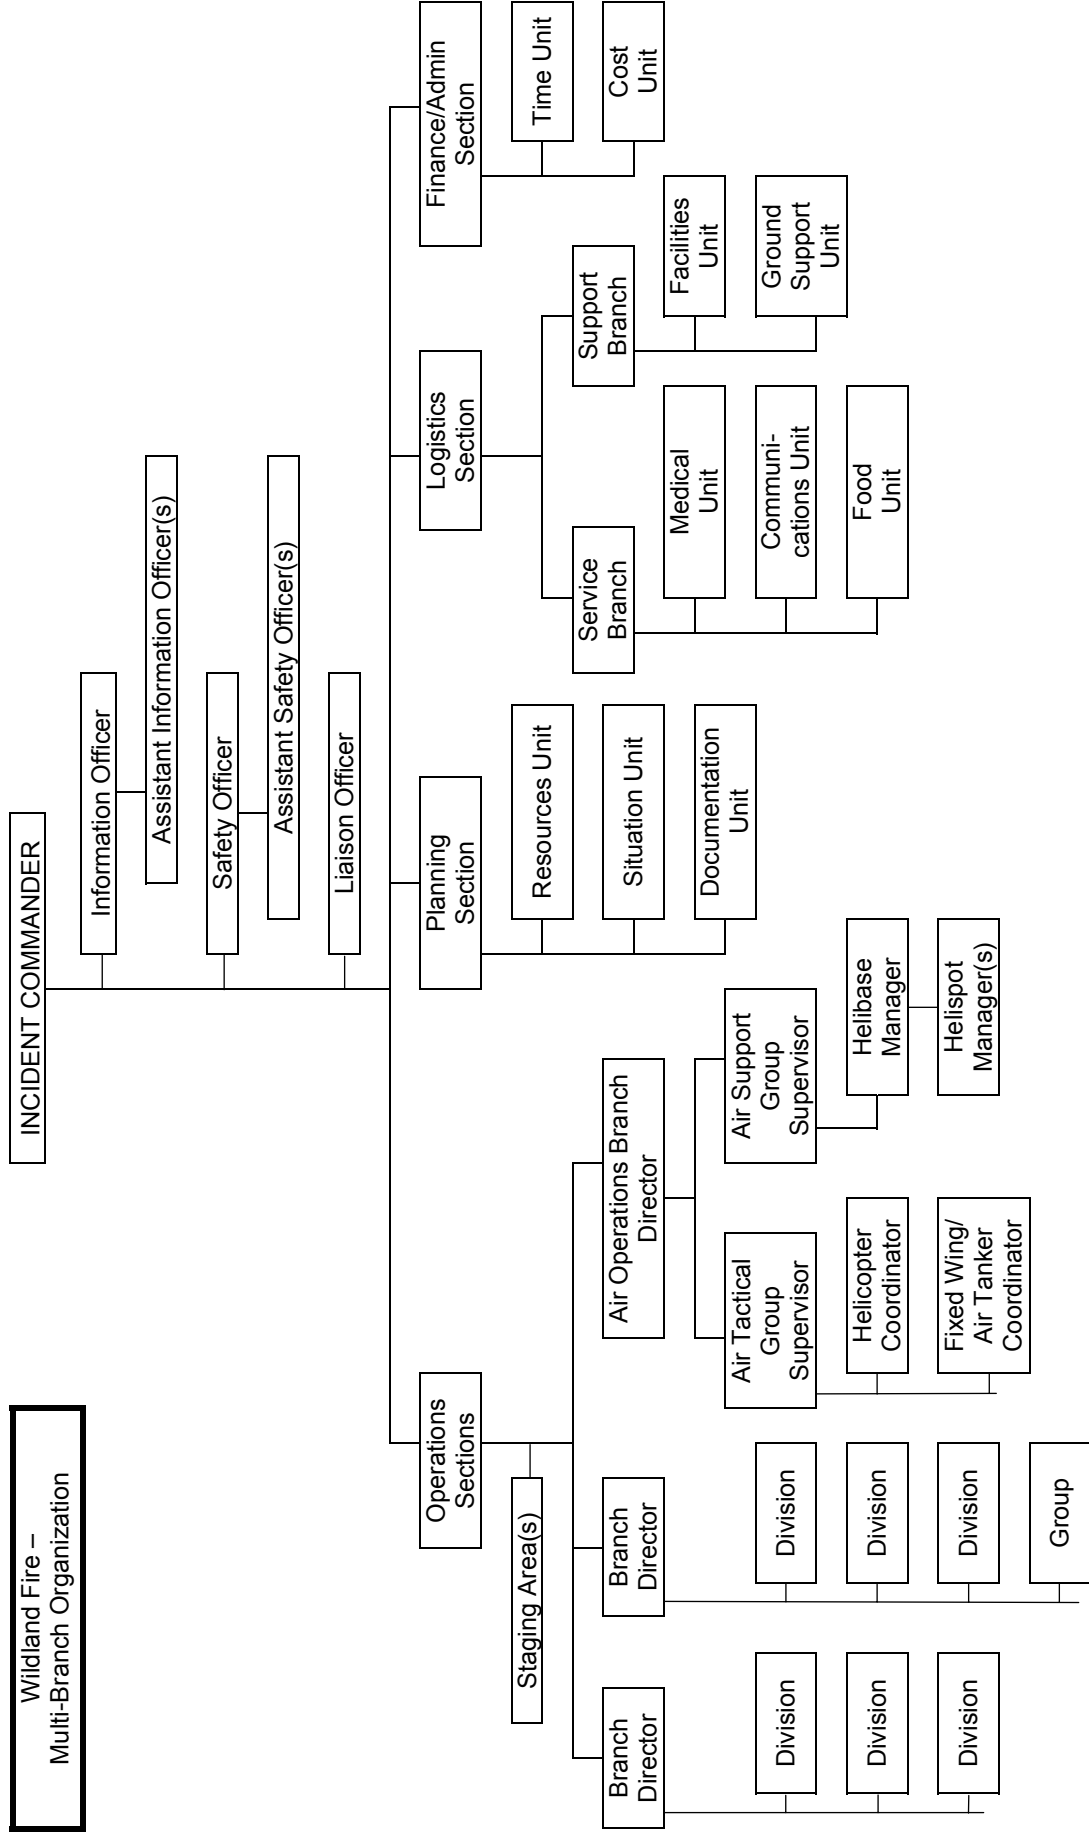 Wildland Fire –
Multi-Branch Organization
INCIDENT COMMANDER
Information Officer
Assistant Information Officer(s)
Safety Officer
Assistant Safety Officer(s)
Liaison Officer
Operations
Sections
Staging Area(s)
Branch
Director
Division
Division
Division
Branch
Director
Division
Division
Division
Group
Air Operations Branch
Director
Air Tactical
Group
Supervisor
Helicopter
Coordinator
Fixed Wing/
Air Tanker
Coordinator
Air Support
Group
Supervisor
Helibase
Manager
Helispot
Manager(s)
Planning
Section
Resources Unit
Situation Unit
Documentation
Unit
Logistics
Section
Service
Branch
Medical
Unit
Communi-
cations Unit
Food
Unit
Support
Branch
Facilities
Unit
Ground
Support
Unit
Finance/Admin
Section
Time Unit
Cost
Unit